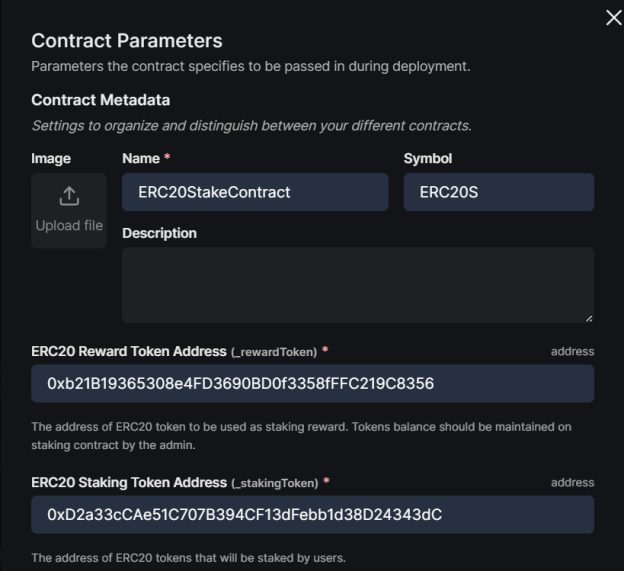 Contract Parameters
Parameters the contract specifies to be passed in during deployment.
Contract Metadata
Settings to organize and distinguish between your different contracts.
Image Name * Symbol
Upload file
ERC20StakeContract ERC20S
Description
ERC20 Reward Token Address (_rewardToken) * address
0xb21B19365308e4FD3690BD0f3358fFFC219C8356
The address of ERC20 token to be used as staking reward. Tokens balance should be maintained on
staking contract by the admin.
ERC20 Staking Token Address (_stakingToken) * address
0xD2a33cCAe51C707B394CF13dFebb1d38D24343dC
The address of ERC20 tokens that will be staked by users.